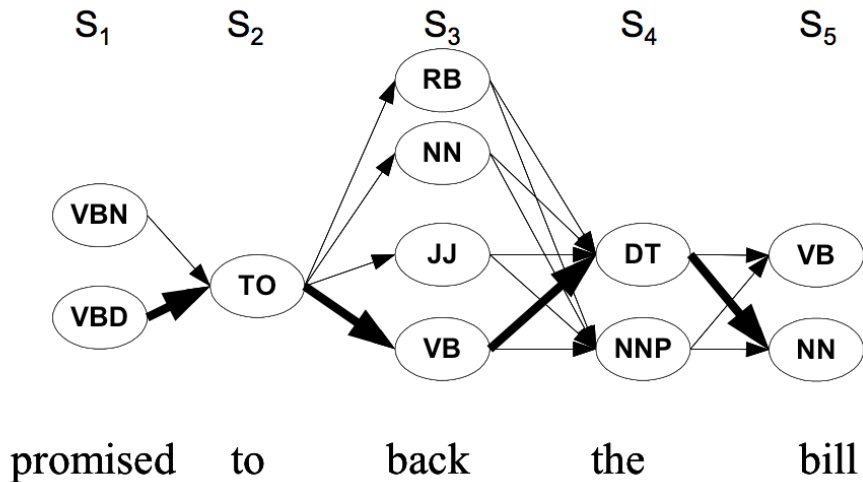 S1 S2 S3 S4 S5
RB
NN
VBN
JJ DT VB
TO
VBD
VB NNP NN
promised to back the bill